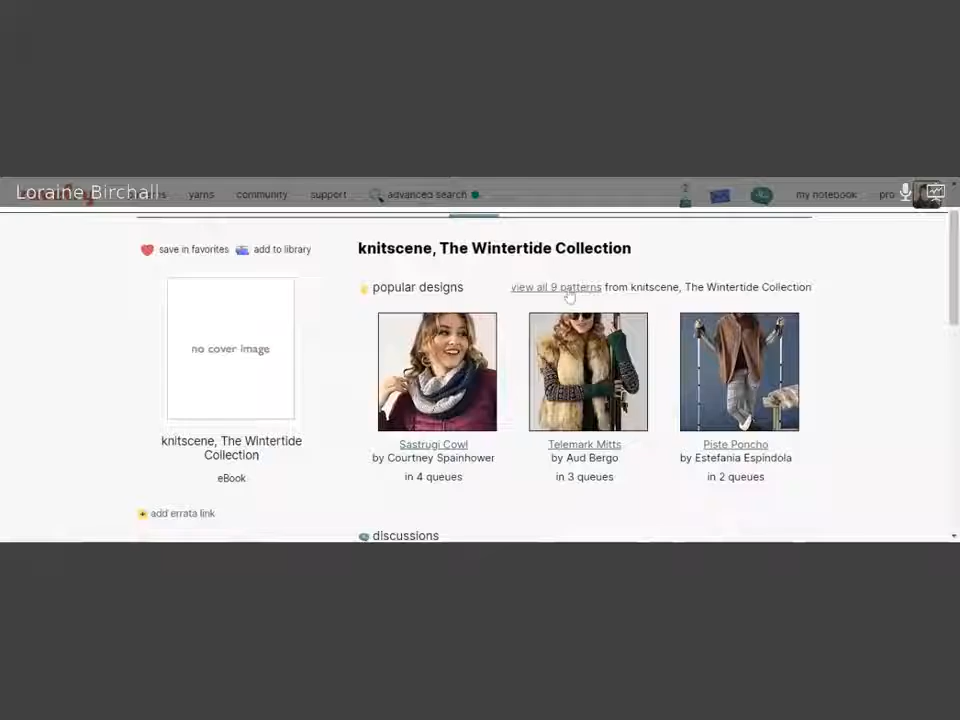 Loraine Birchall
yarns community support advanced search 2 my notebook pro
save in favorites add to library
knitscene, The Wintertide Collection
popular designs view all 9 patterns from knitscene, The Wintertide Collection
no cover image
knitscene, The Wintertide
Collection
eBook
add errata link
Sastrugi Cowl
by Courtney Spainhower
in 4 queues
Telemark Mitts
by Aud Bergo
in 3 queues
Piste Poncho
by Estefania Espindola
in 2 queues
discussions